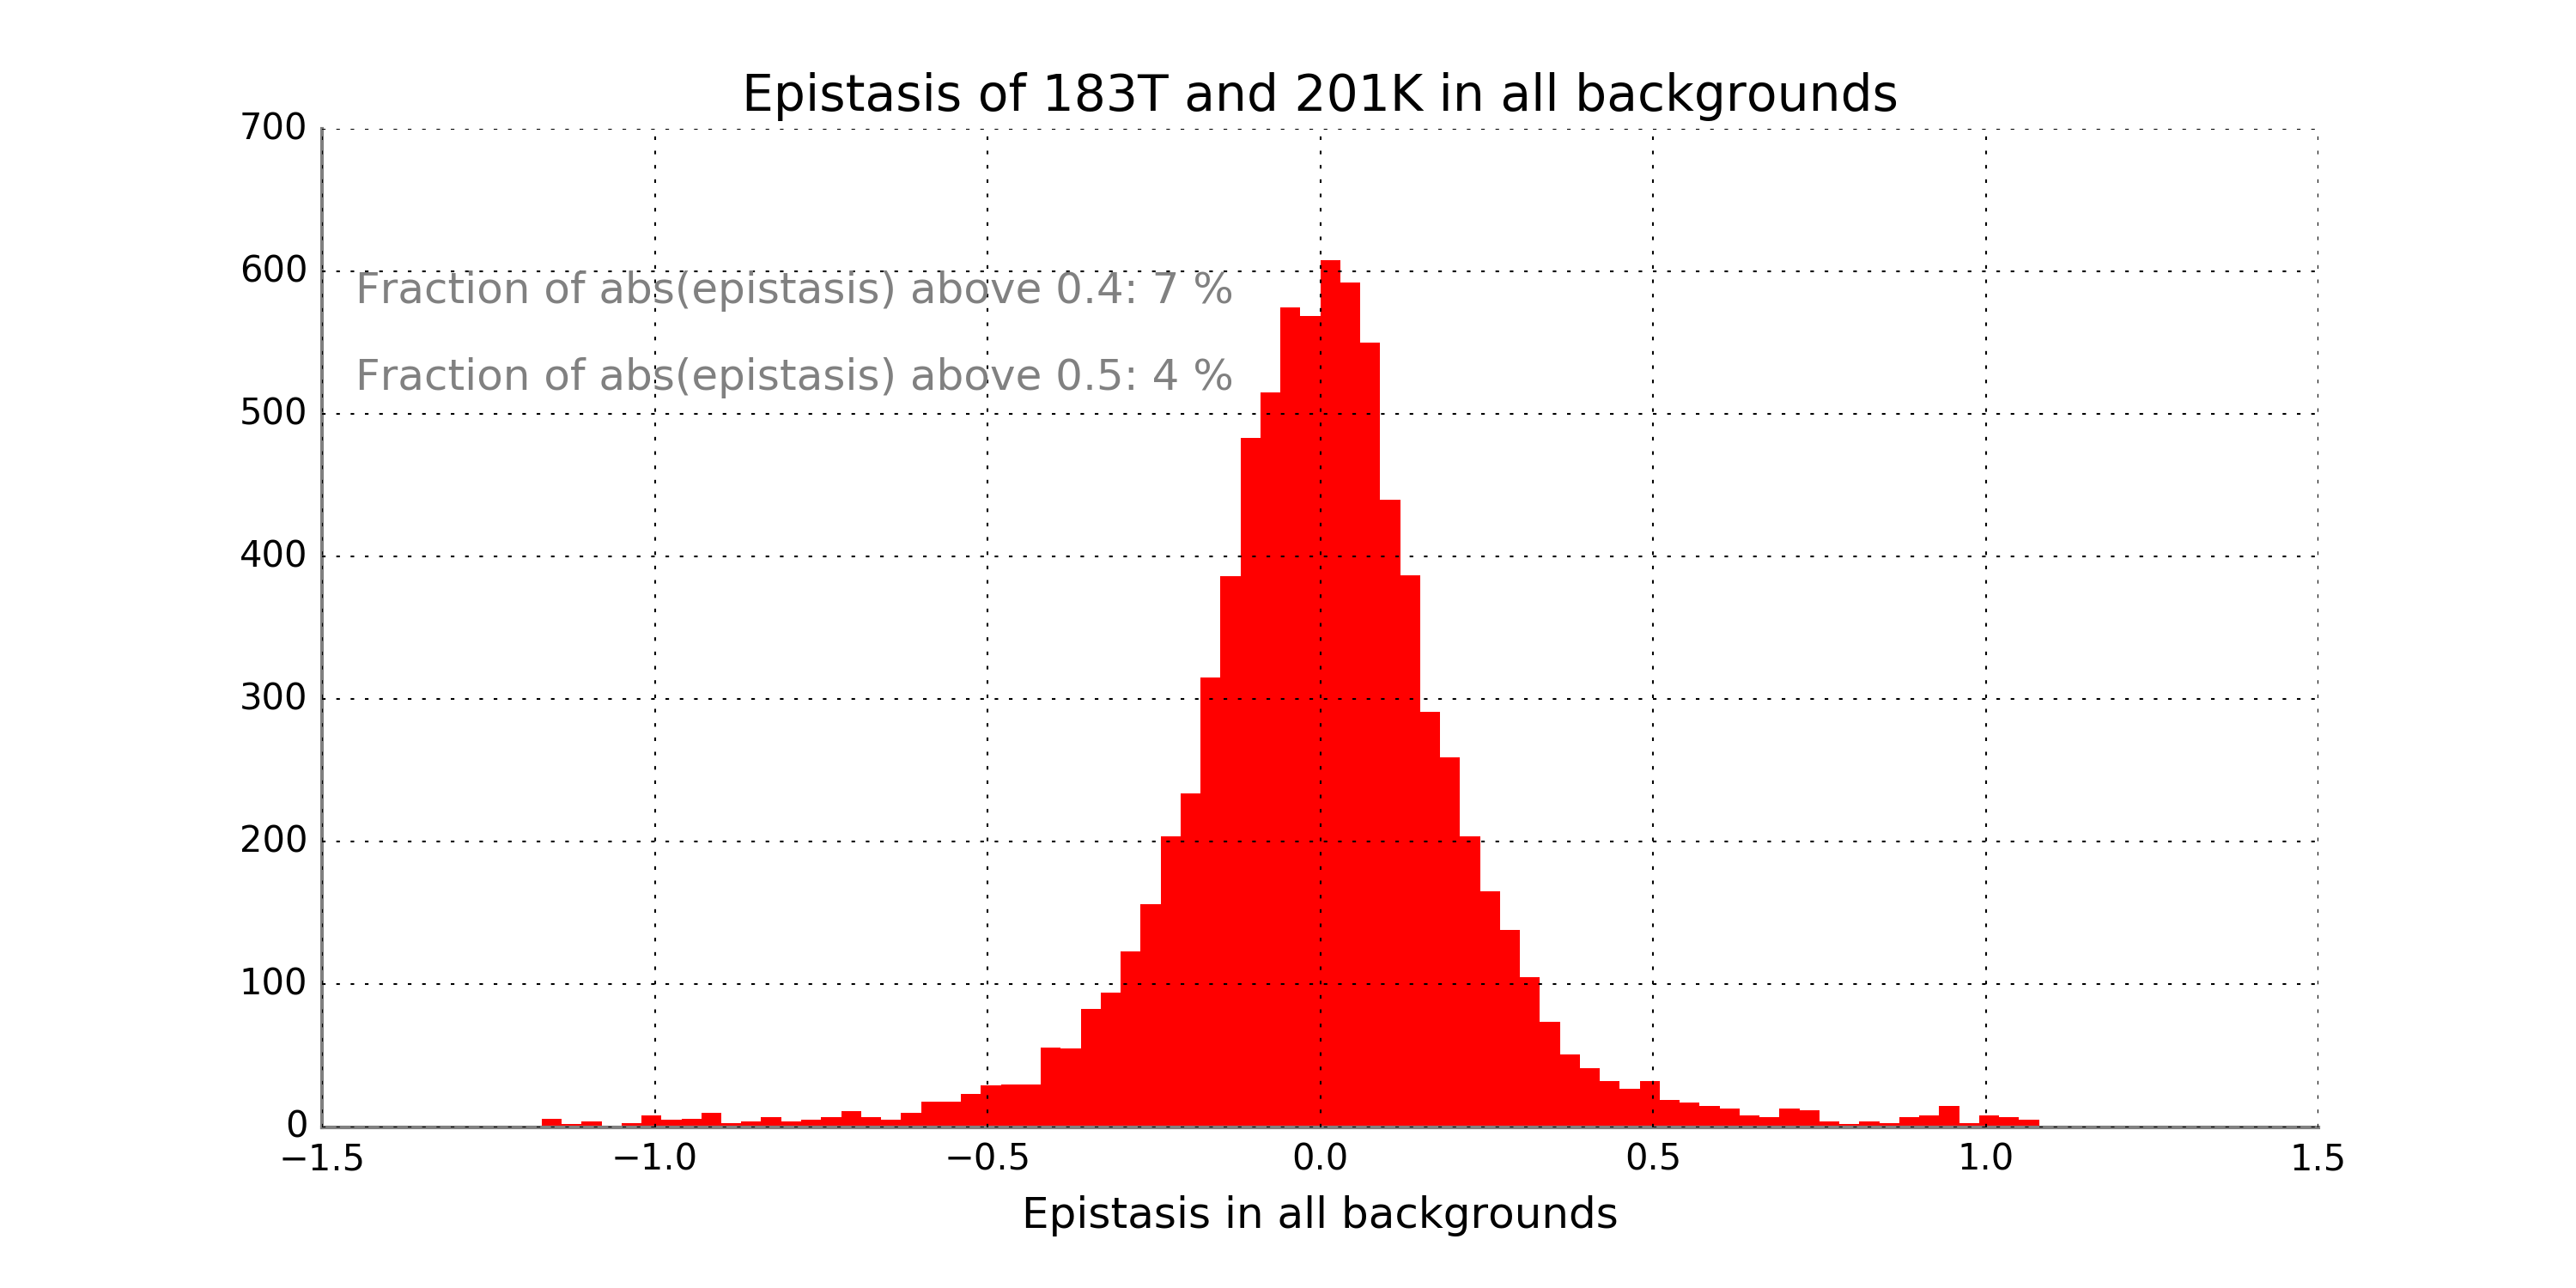 Epistasis of 183T and 201K in all backgrounds
700
600
Fraction of abs(epistasis) above 0.4: 7 %
Fraction of abs(epistasis) above 0.5: 4 %
500
400
300
200
100
0
−1.5 −1.0 −0.5 0.0 0.5 1.0 1.5
Epistasis in all backgrounds